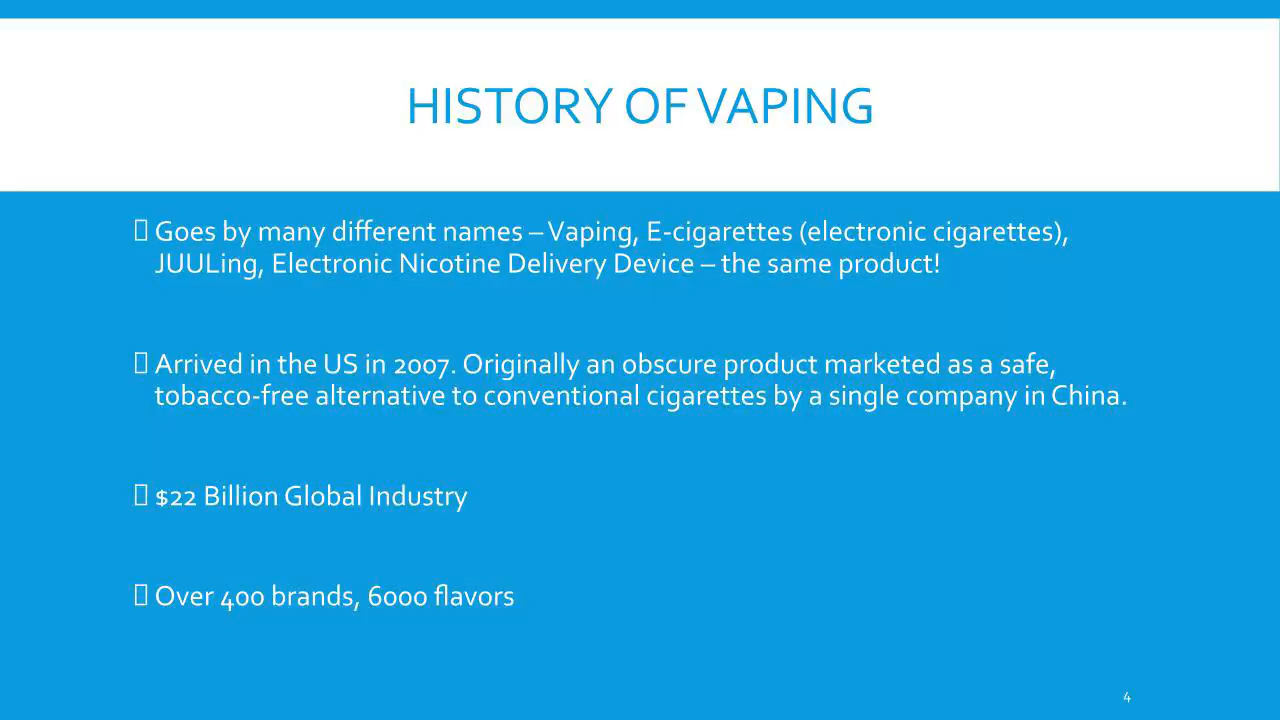 HISTORY OF VAPING
Goes by many different names – Vaping, E-cigarettes (electronic cigarettes),
JUULing, Electronic Nicotine Delivery Device – the same product!
Arrived in the US in 2007. Originally an obscure product marketed as a safe,
tobacco-free alternative to conventional cigarettes by a single company in China.
$22 Billion Global Industry
Over 400 brands, 6000 flavors
4